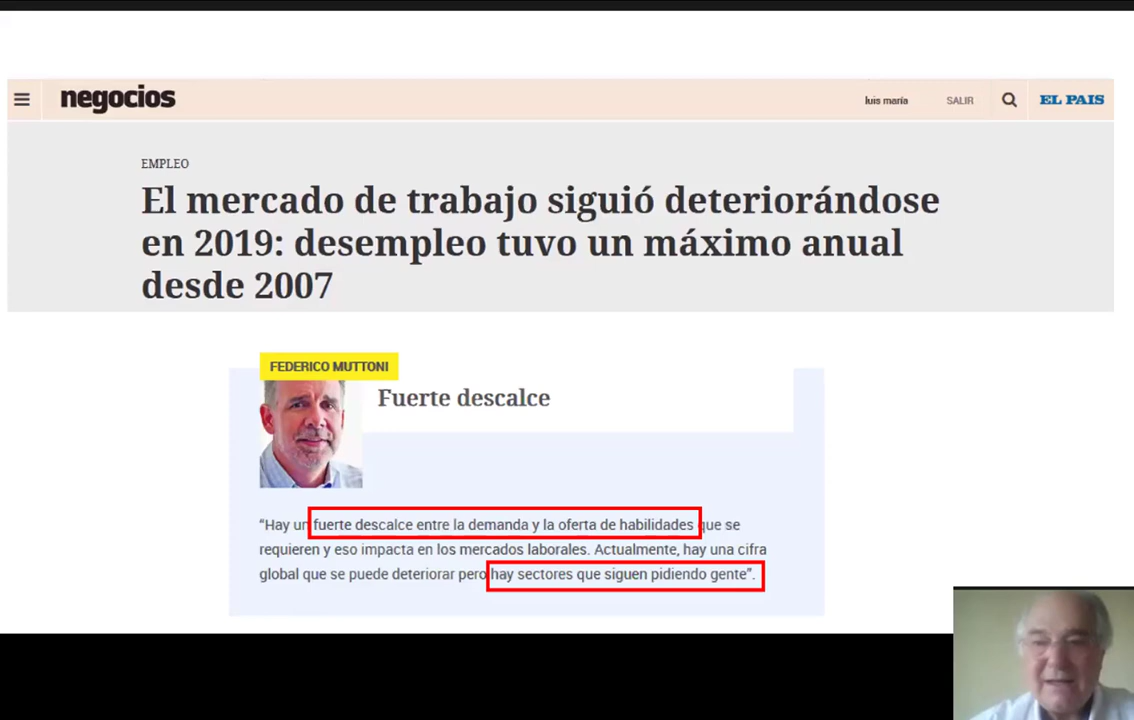 negocios
luis maría SALIR EL PAIS
EMPLEO
El mercado de trabajo siguió deteriorándose
en 2019: desempleo tuvo un máximo anual
desde 2007
FEDERICO MUTTONI
Fuerte descalce
“Hay un fuerte descalce entre la demanda y la oferta de habilidades que se
requieren y eso impacta en los mercados laborales. Actualmente, hay una cifra
global que se puede deteriorar pero hay sectores que siguen pidiendo gente”.